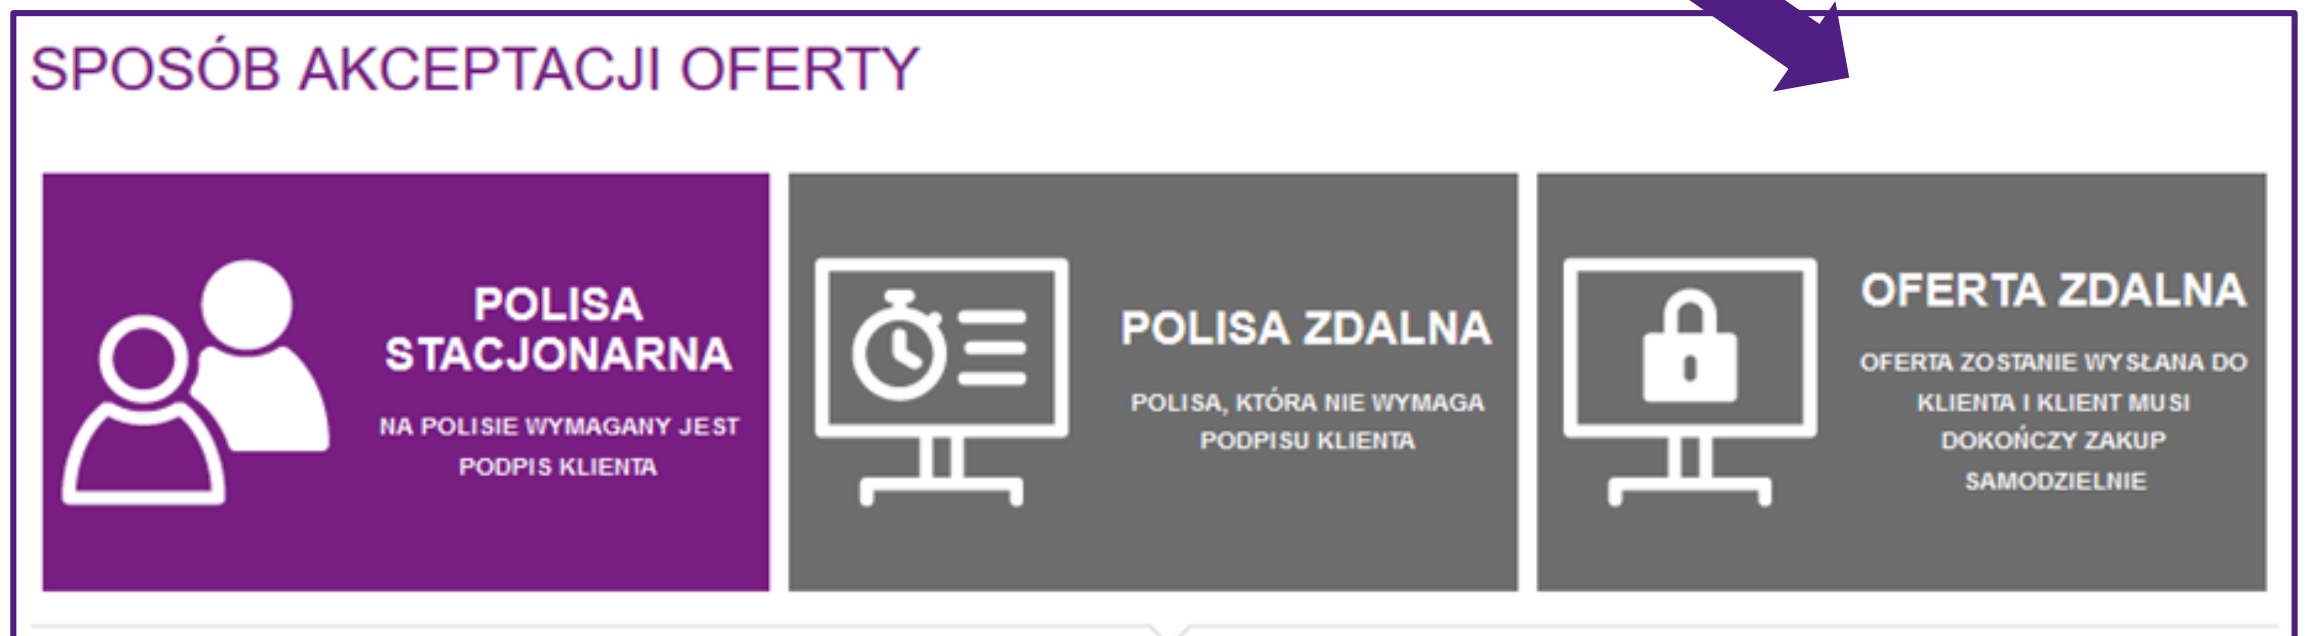 SPOSÓB AKCEPTACJI OFERTY
POLISA
STACJONARNA
NA POLISIE WYMAGANY JEST
PODPIS KLIENTA
POLISA ZDALNA
POLISA, KTÓRA NIE WYMAGA
PODPISU KLIENTA
OFERTA ZDALNA
OFERTA ZOSTANIE WYSŁANA DO
KLIENTA I KLIENT MUSI
DOKOŃCZY ZAKUP
SAMODZIELNIE